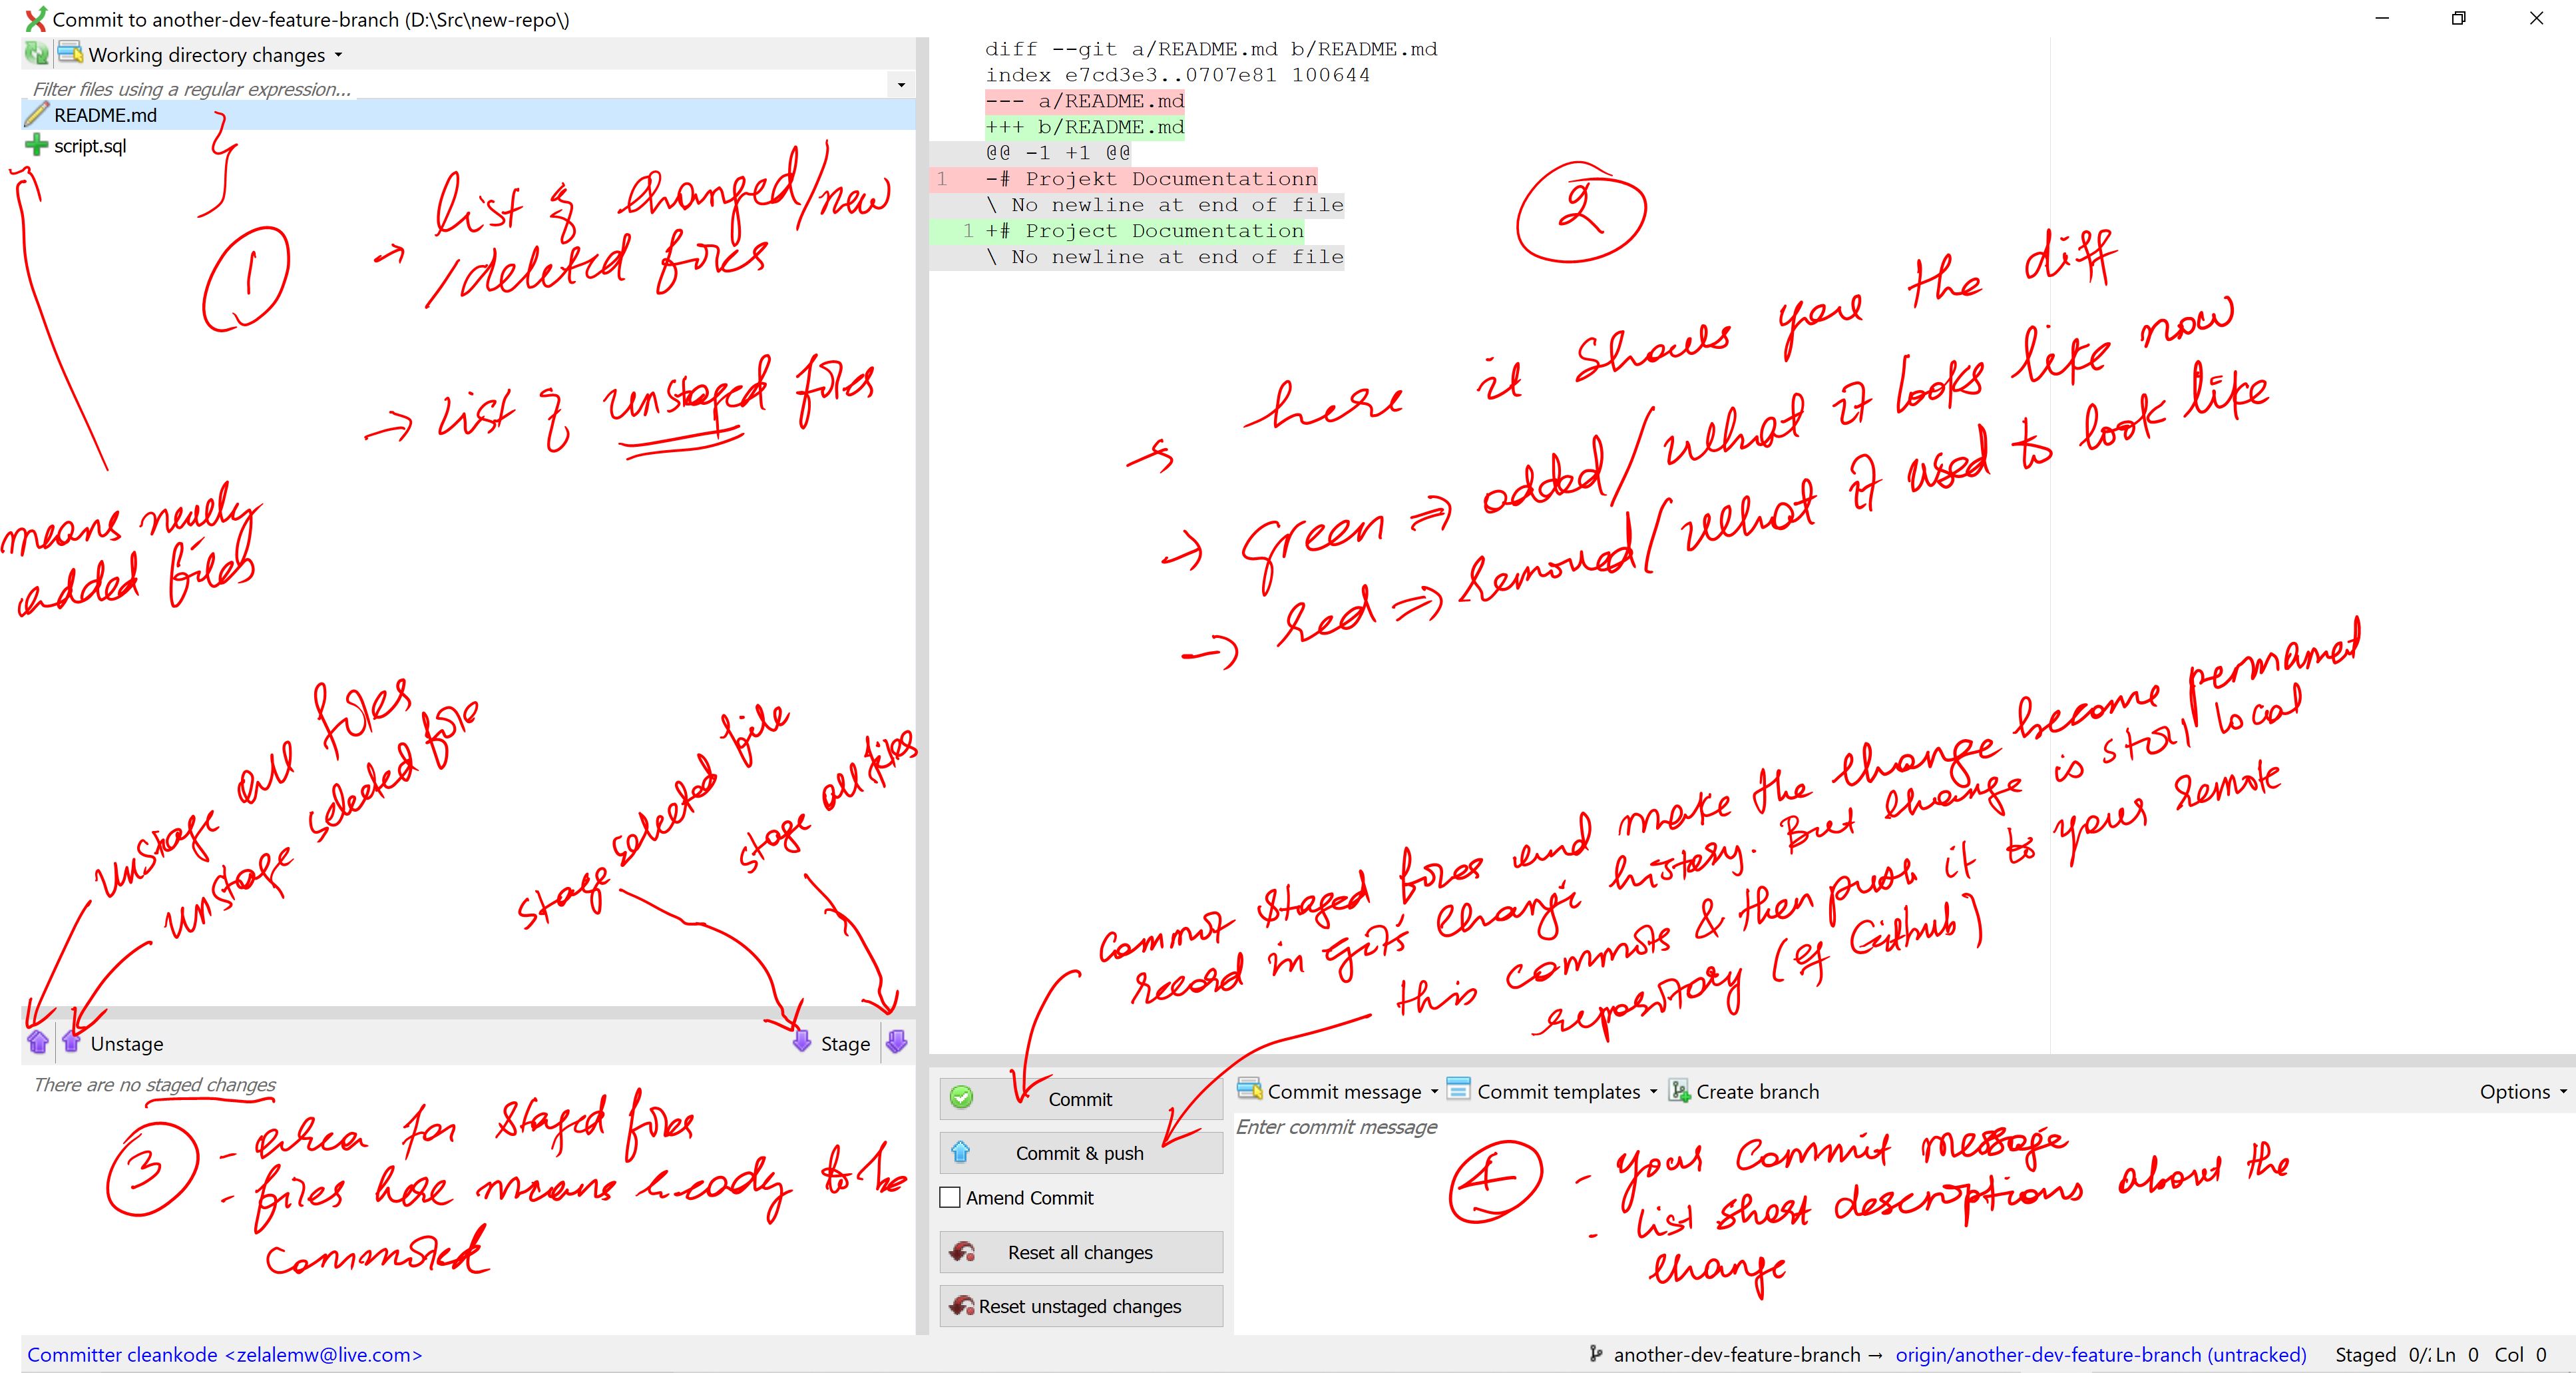 Commit to another-dev-feature-branch (D:\Src\new-repo\)
Working directory changes
Filter files using a regular expression...
README.md
script.sql
1
→ list of changed/new
/deleted files
→ List of unstaged files
means newly
added files
unstage all files
unstage selected file
stage selected file
stage all files
Unstage
Stage
There are no staged changes
3
- area for staged files
- files here means ready to be
committed
diff --git a/README.md b/README.md
index e7cd3e3..0707e81 100644
--- a/README.md
+++ b/README.md
@@ -1 +1 @@
1 -# Projekt Documentationn
\ No newline at end of file
1 +# Project Documentation
\ No newline at end of file
2
→ here it shows you the diff
→ green ⇒ added/what it looks like now
→ red ⇒ removed/what it used to look like
Commit staged files and make the change become permamet
record in git's change history. But change is still local
this commits & then push it to your remote
repository (eg Github)
Commit
Commit & push
Amend Commit
Reset all changes
Reset unstaged changes
Commit message
Commit templates
Create branch
Options
Enter commit message
4
- your commit message
- list short descriptions about the
change
Committer cleankode <zelalemw@live.com>
another-dev-feature-branch → origin/another-dev-feature-branch (untracked)
Staged 0/
Ln 0 Col 0